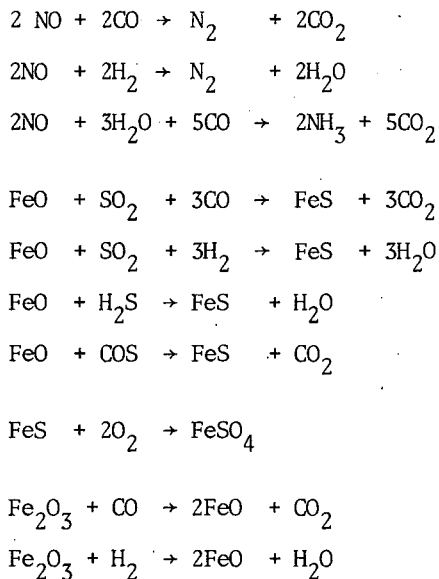 2 NO + 2CO → N₂ + 2CO₂
2NO + 2H₂ → N₂ + 2H₂O
2NO + 3H₂O + 5CO → 2NH₃ + 5CO₂
FeO + SO₂ + 3CO → FeS + 3CO₂
FeO + SO₂ + 3H₂ → FeS + 3H₂O
FeO + H₂S → FeS + H₂O
FeO + COS → FeS + CO₂
FeS + 2O₂ → FeSO₄
Fe₂O₃ + CO → 2FeO + CO₂
Fe₂O₃ + H₂ → 2FeO + H₂O